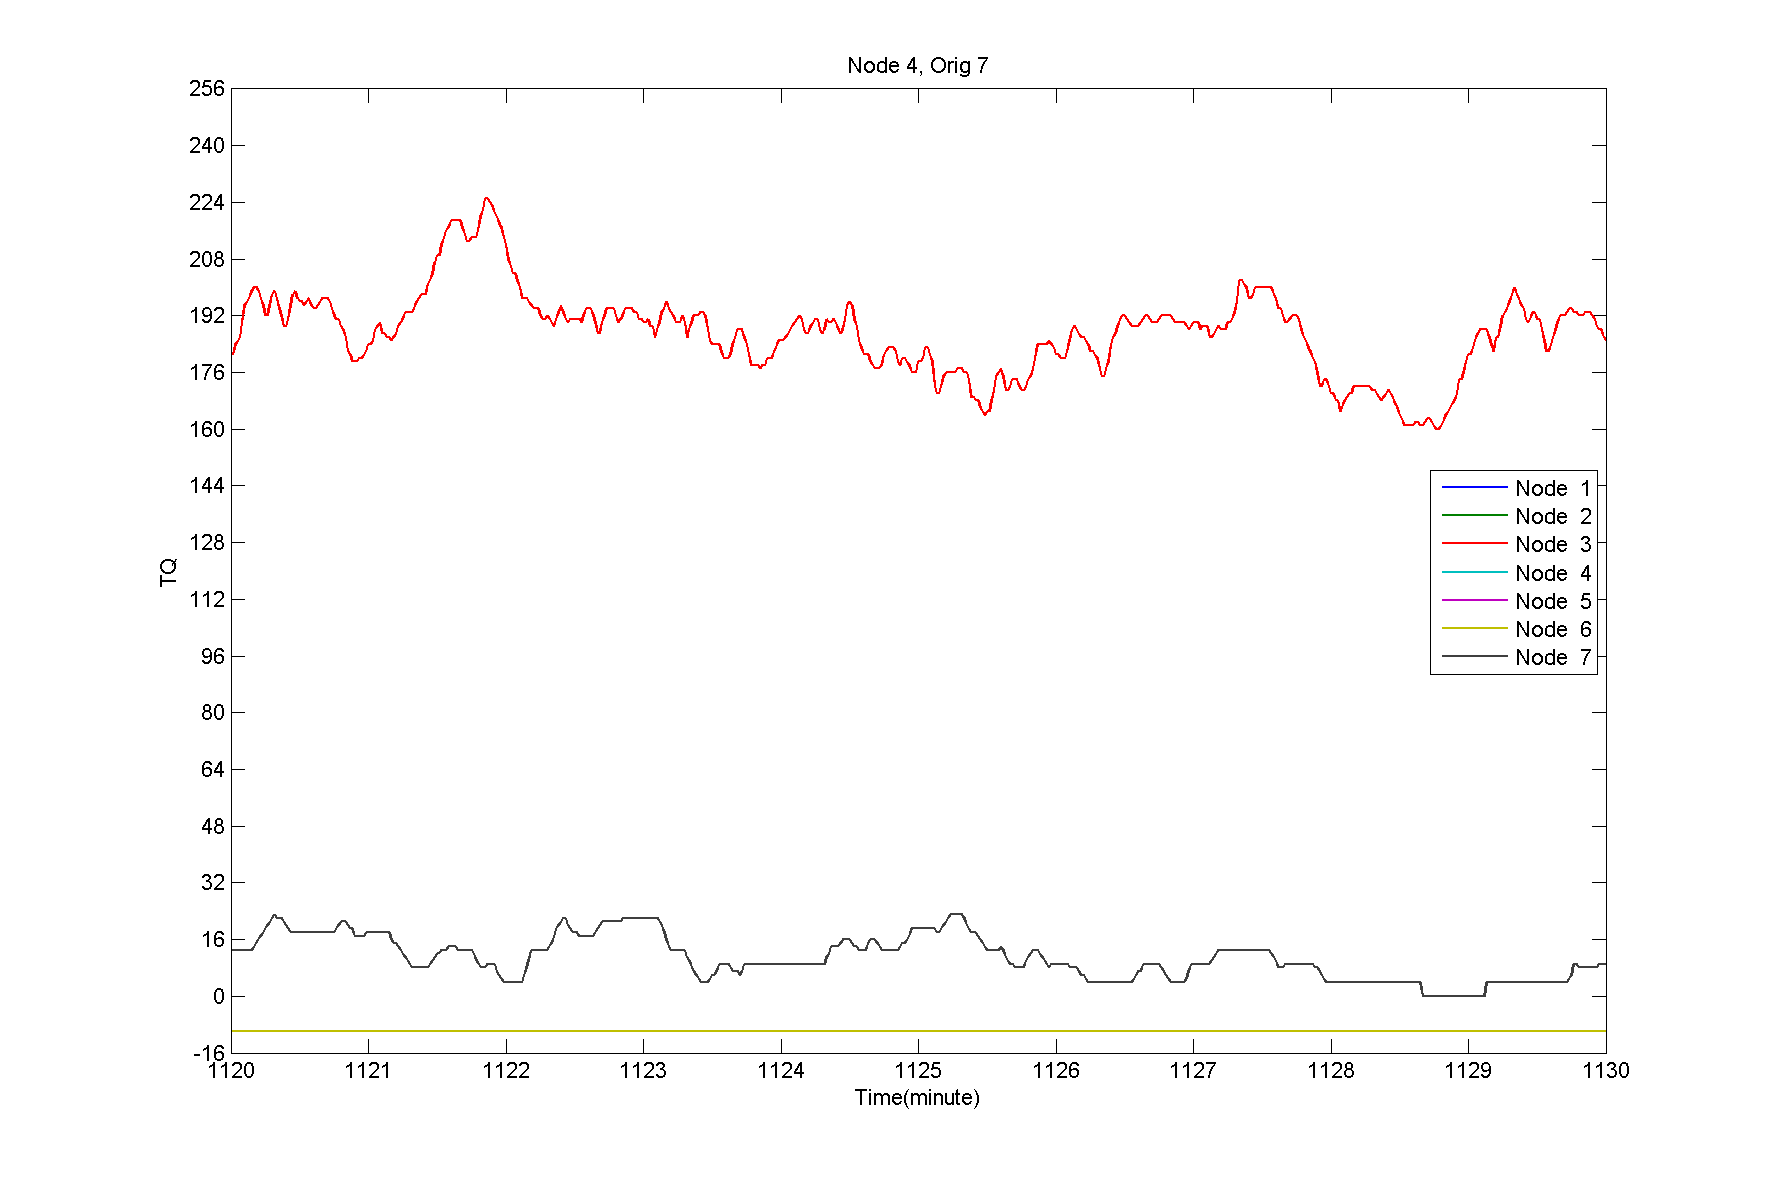 Node 4, Orig 7
256
240
224
208
192
176
160
144
128
112
96
80
64
48
32
16
0
-16
TQ
Node 1
Node 2
Node 3
Node 4
Node 5
Node 6
Node 7
1120 1121 1122 1123 1124 1125 1126 1127 1128 1129 1130
Time(minute)